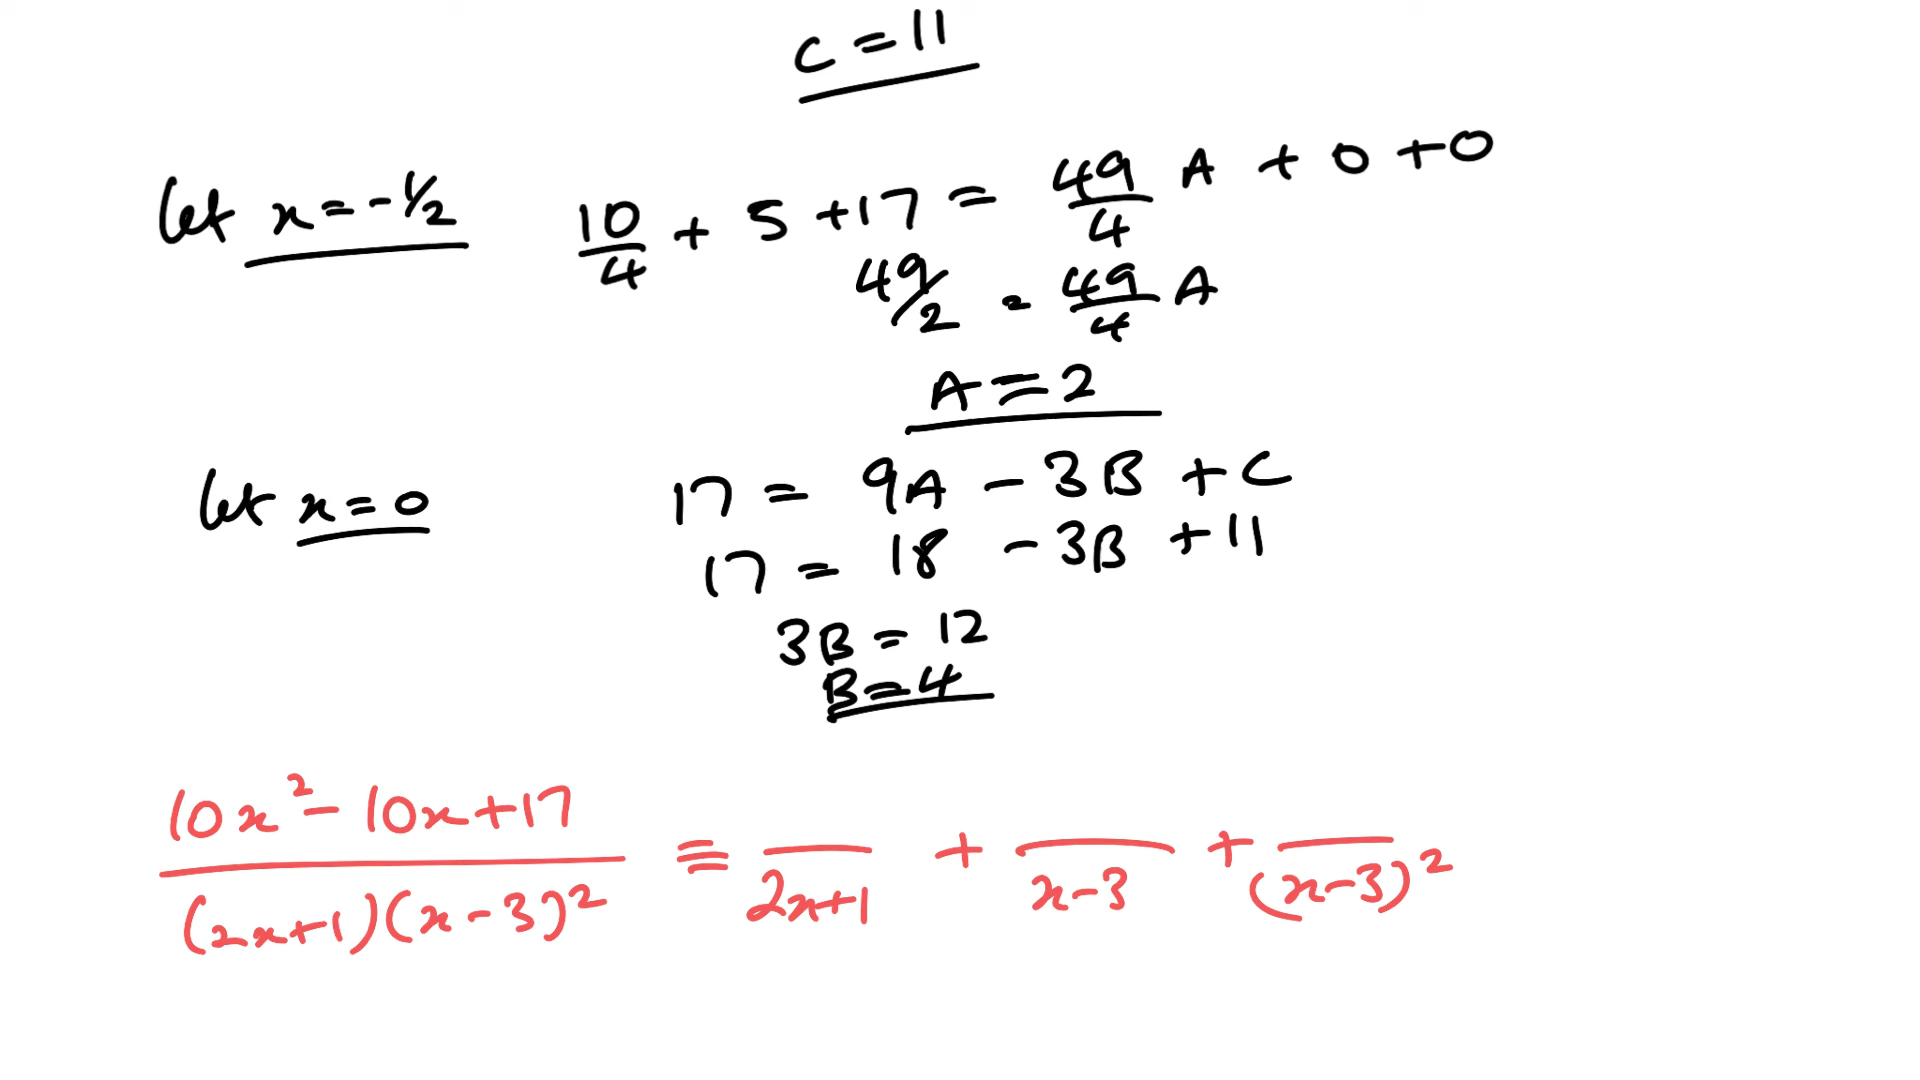 C = 11
let x = -1/2 10/4 + 5 + 17 = 49/4 A + 0 + 0
49/2 = 49/4 A
A = 2
let x = 0 17 = 9A - 3B + C
17 = 18 - 3B + 11
3B = 12
B = 4
10x² - 10x + 17
(2x+1)(x-3)² ≡ 2x+1 + x-3 + (x-3)²